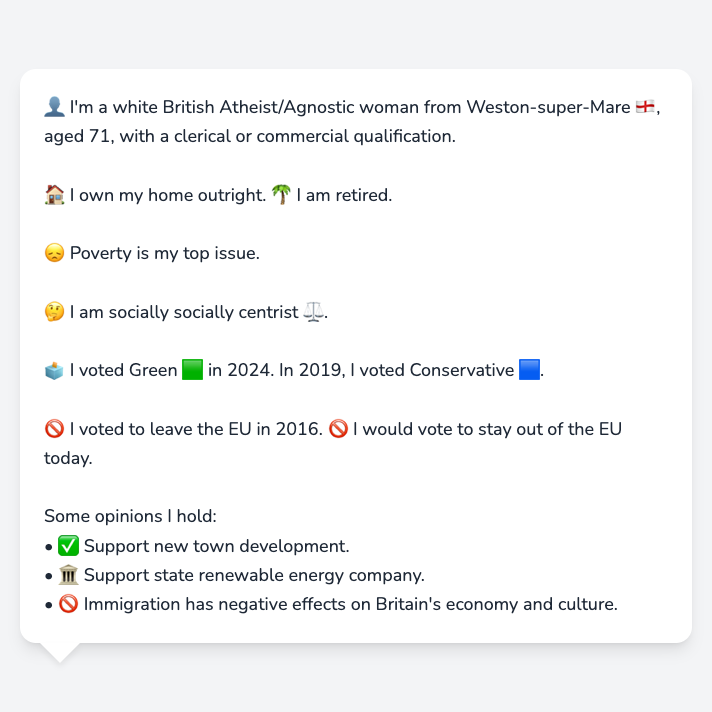 👤 I'm a white British Atheist/Agnostic woman from Weston-super-Mare 🏴󠁧󠁢󠁥󠁮󠁧󠁿,
aged 71, with a clerical or commercial qualification.
🏠 I own my home outright. 🌴 I am retired.
😞 Poverty is my top issue.
🤔 I am socially socially centrist ⚖️.
🗳️ I voted Green 🟩 in 2024. In 2019, I voted Conservative 🟦.
🚫 I voted to leave the EU in 2016. 🚫 I would vote to stay out of the EU
today.
Some opinions I hold:
• ✅ Support new town development.
• 🏛️ Support state renewable energy company.
• 🚫 Immigration has negative effects on Britain's economy and culture.